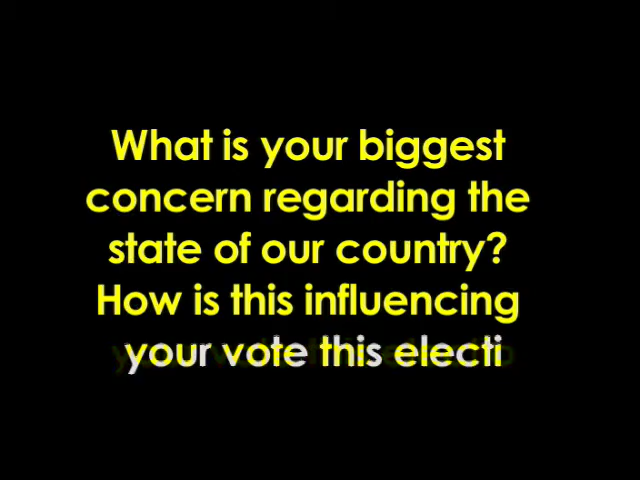 What is your biggest
concern regarding the
state of our country?
How is this influencing
your vote this electi